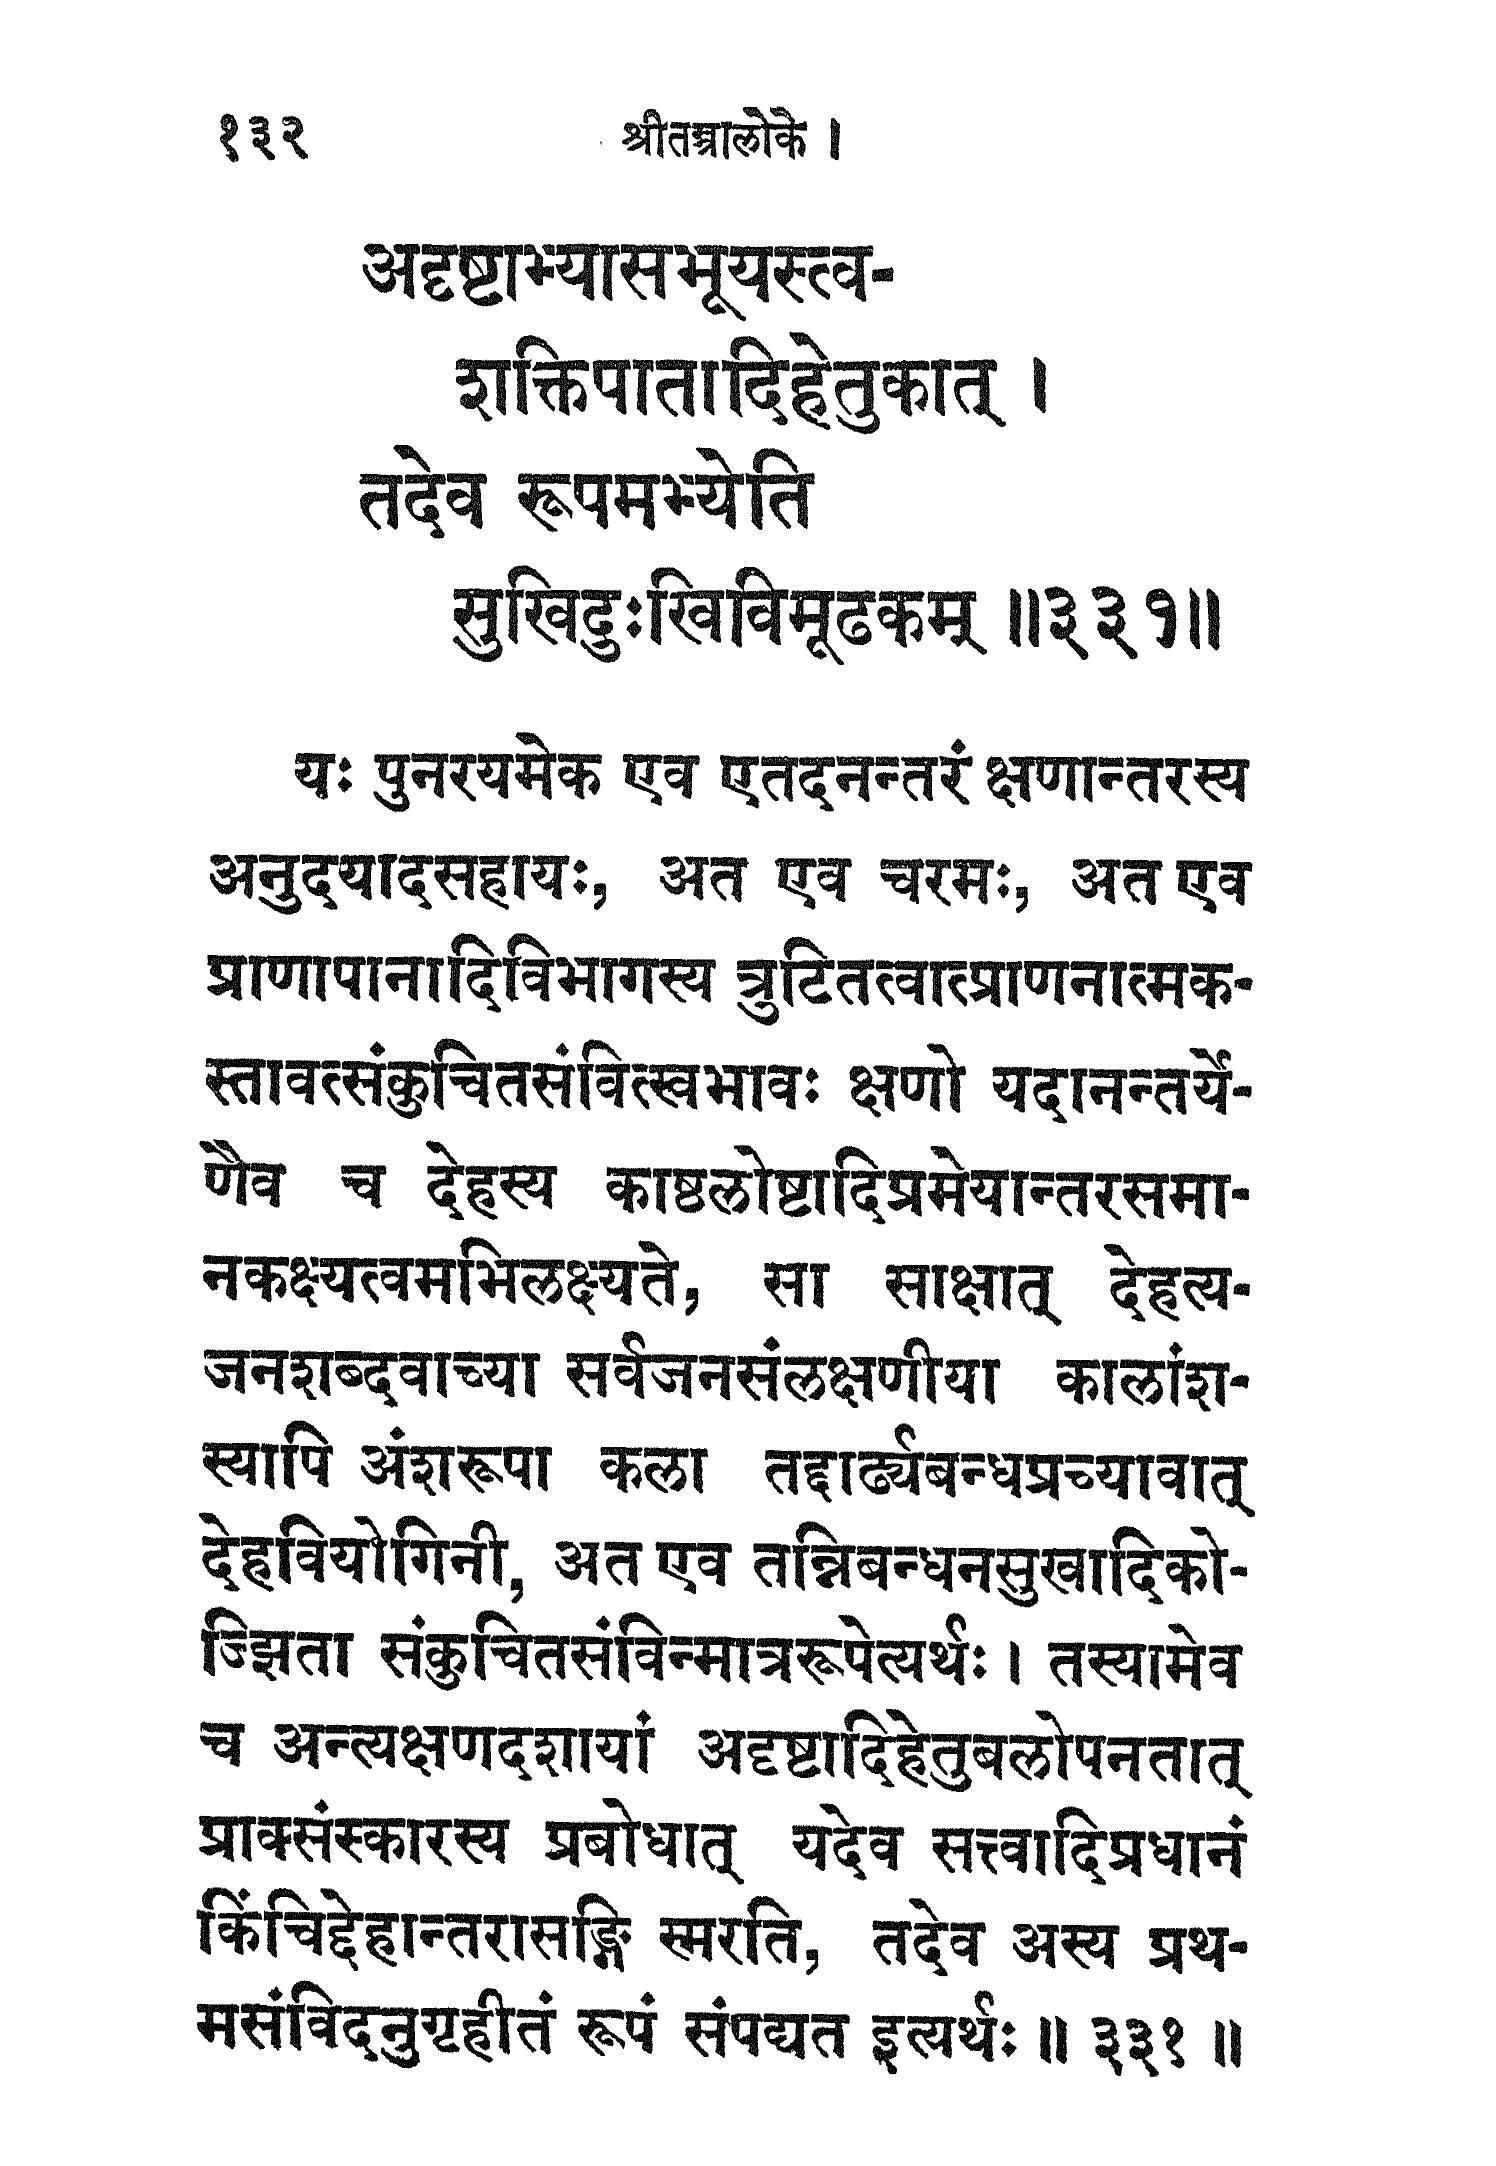 १३२ श्रीतन्त्रालोके ।
अदृष्टाभ्यासभूयस्त्व-
शक्तिपातादिहेतुकात् ।
तदेव रूपमभ्येति
सुखिदुःखिविमूढकम् ॥३३१॥
यः पुनरयमेक एव एतदनन्तरं क्षणान्तरस्य
अनुदयादसहायः, अत एव चरमः, अत एव
प्राणापानादिविभागस्य त्रुटितत्वात्प्राणनात्मक-
स्तावत्संकुचितसंवित्स्वभावः क्षणो यदानन्तर्ये-
णैव च देहस्य काष्ठलोष्टादिप्रमेयान्तरसमा-
नकक्ष्यत्वमभिलक्ष्यते, सा साक्षात् देहत्य-
जनशब्दवाच्या सर्वजनसंलक्षणीया कालांश-
स्यापि अंशरूपा कला तद्दार्ढ्यबन्धप्रच्यावात्
देहवियोगिनी, अत एव तन्निबन्धनसुखादिको-
ज्झिता संकुचितसंविन्मात्ररूपेत्यर्थः । तस्यामेव
च अन्त्यक्षणदशायां अदृष्टादिहेतुबलोपनतात्
प्राक्संस्कारस्य प्रबोधात् यदेव सत्त्वादिप्रधानं
किंचिद्देहान्तरासङ्गि स्मरति, तदेव अस्य प्रथ-
मसंविदनुगृहीतं रूपं संपद्यत इत्यर्थः ॥ ३३१ ॥